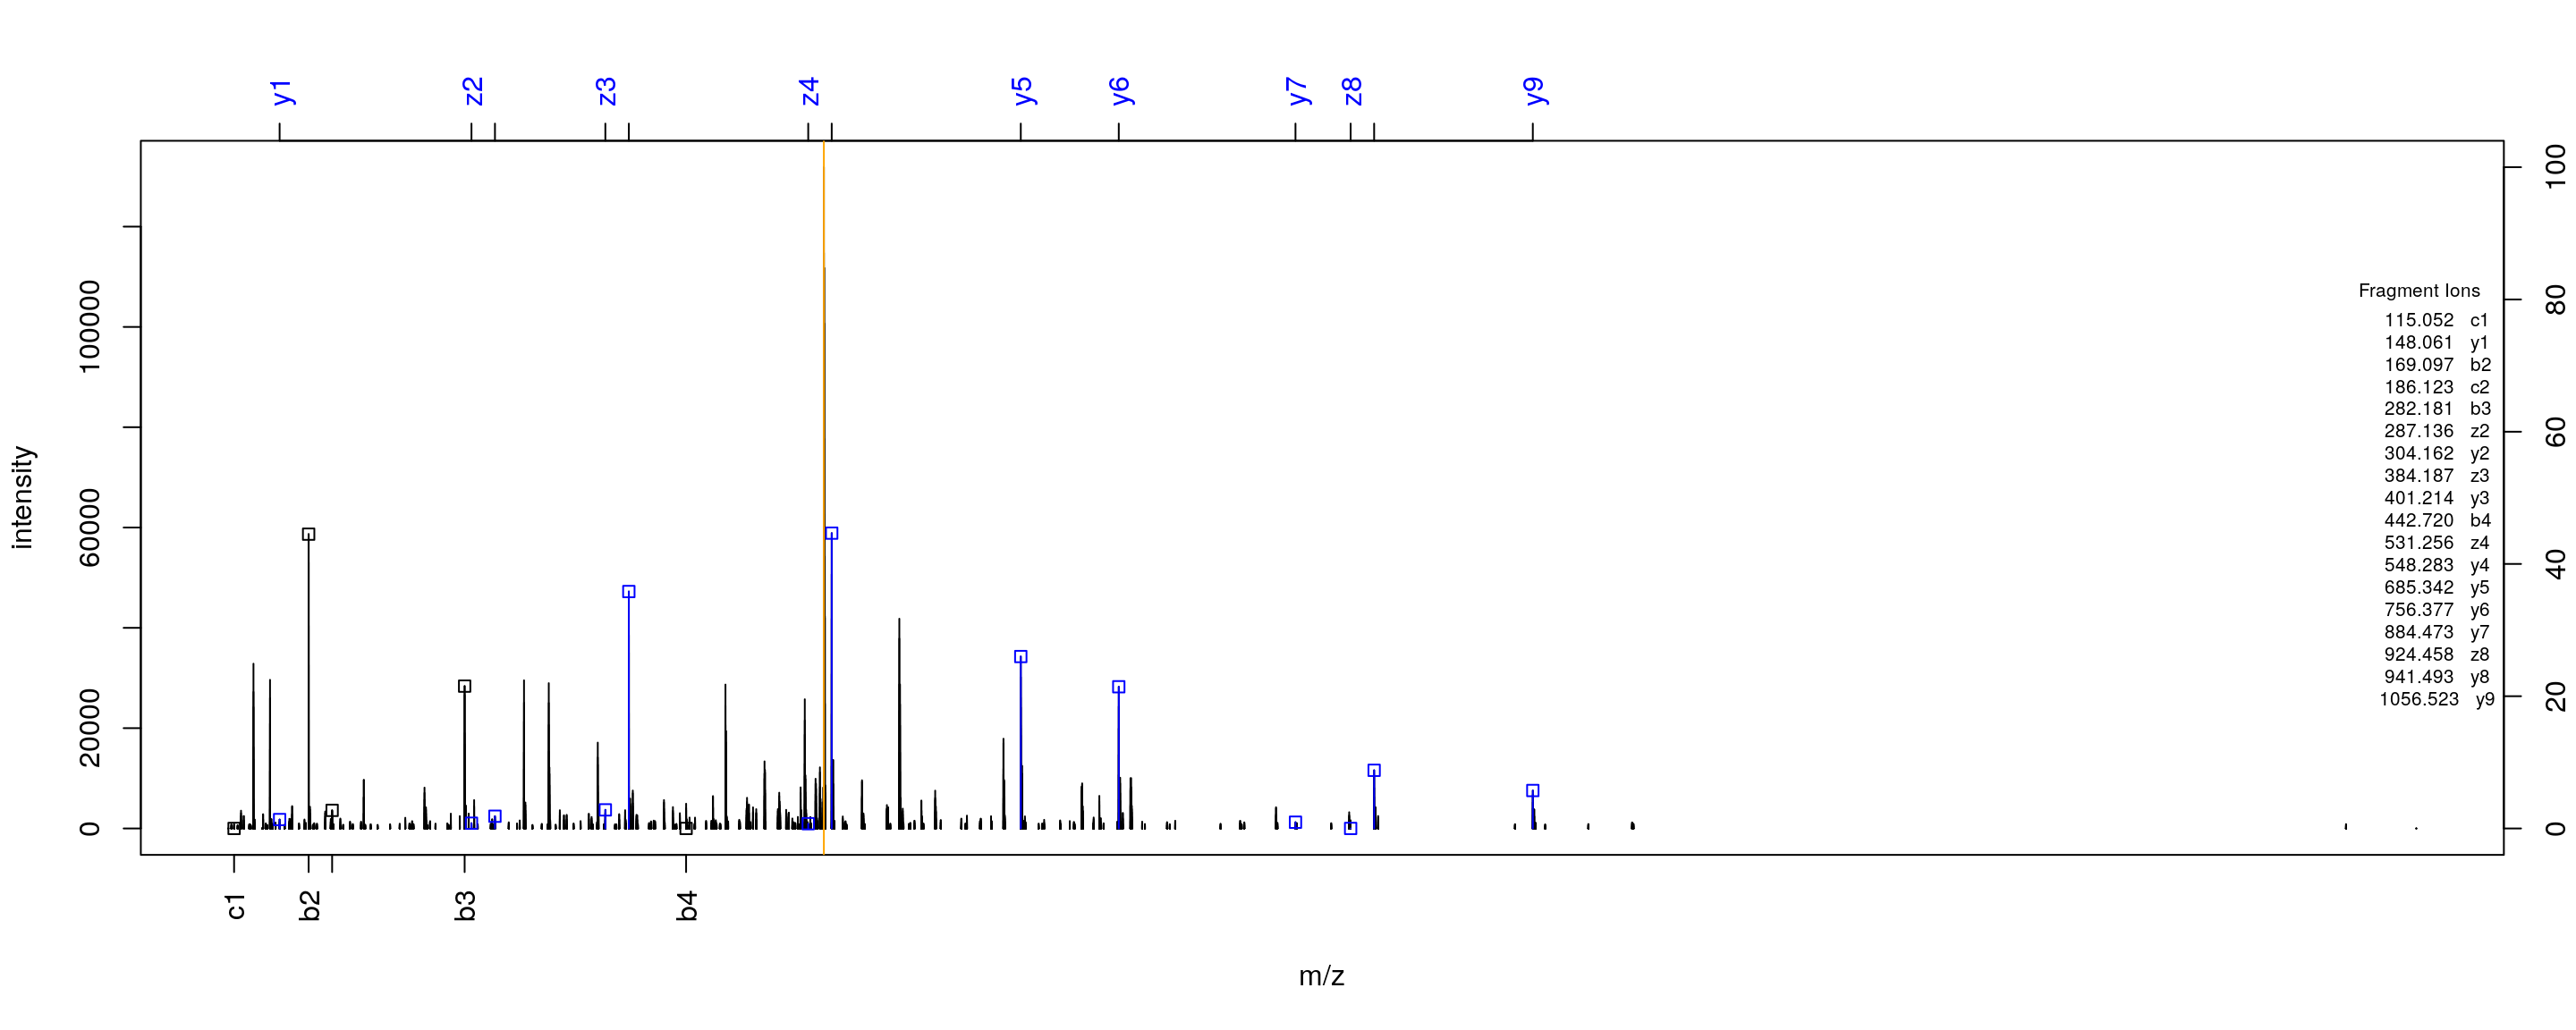 y1 z2 z3 z4 y5 y6 y7 z8 y9
100
80
60
40
20
0
100000
60000
20000
0
intensity
Fragment Ions
115.052 c1
148.061 y1
169.097 b2
186.123 c2
282.181 b3
287.136 z2
304.162 y2
384.187 z3
401.214 y3
442.720 b4
531.256 z4
548.283 y4
685.342 y5
756.377 y6
884.473 y7
924.458 z8
941.493 y8
1056.523 y9
c1 b2 b3 b4
m/z